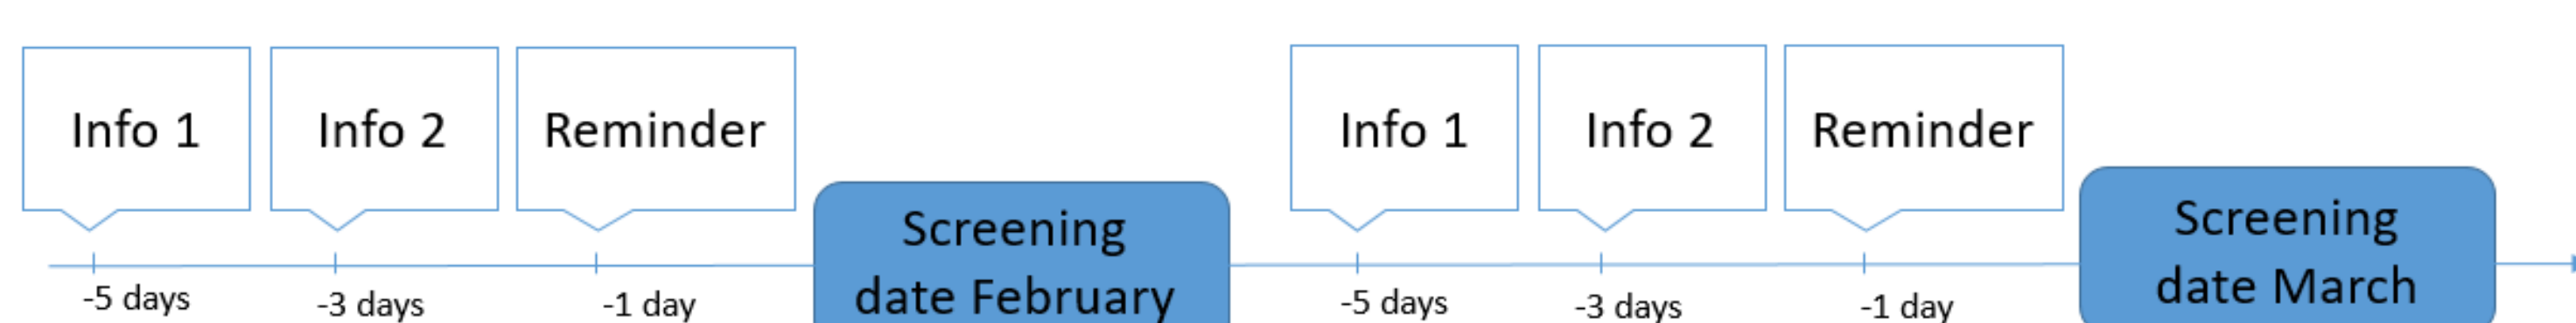 Info 1
Info 2
Reminder
Info 1
Info 2
Reminder
Screening
date February
Screening
date March
-5 days
-3 days
-1 day
-5 days
-3 days
-1 day